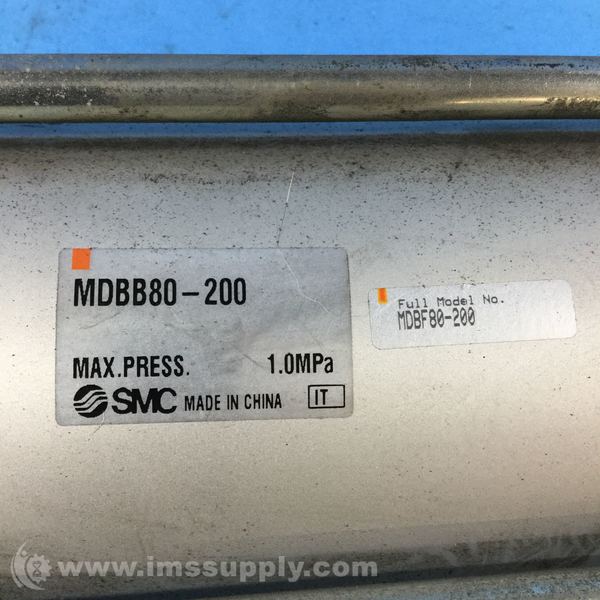 MDBB80-200
MAX.PRESS. 1.0MPa
SMC MADE IN CHINA IT
Full Model No.
MDBF80-200
www.imssupply.com